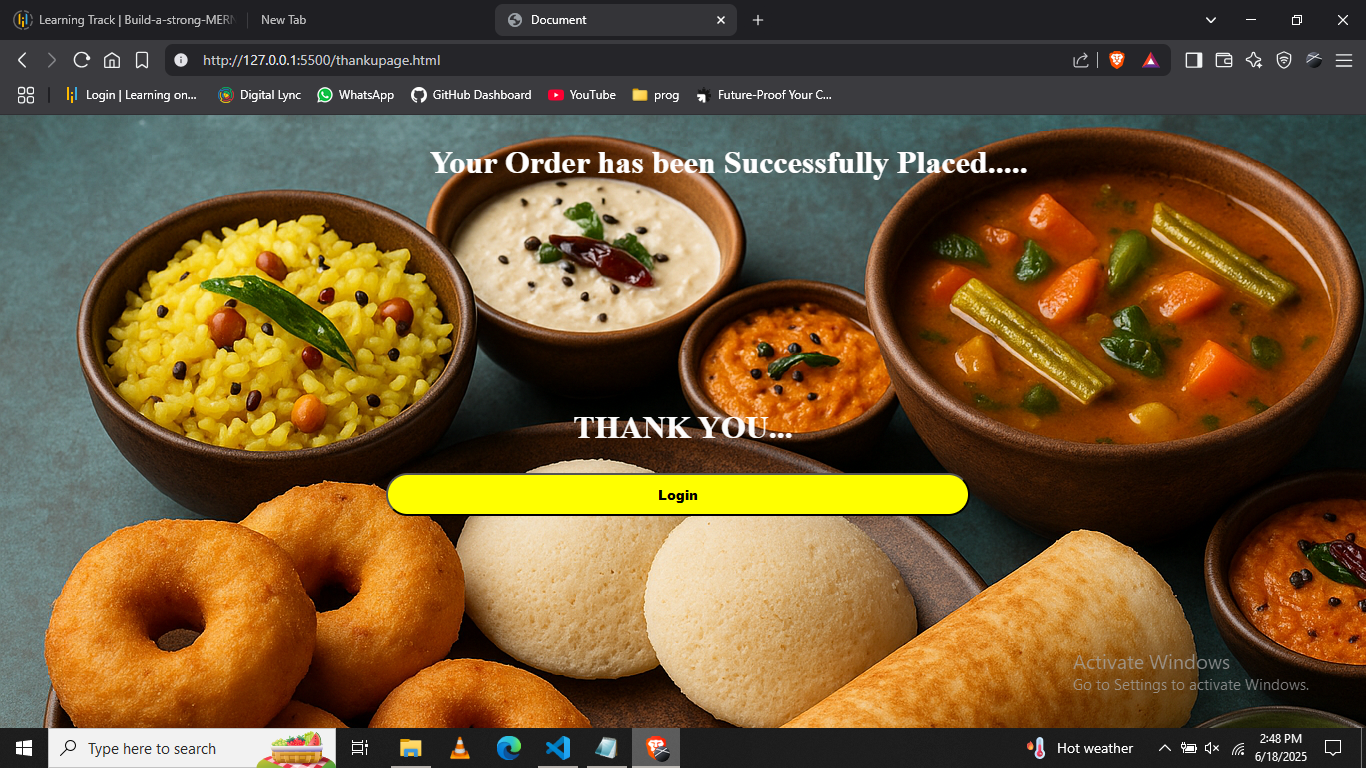 Learning Track | Build-a-strong-MERN
New Tab
Document
http://127.0.0.1:5500/thankupage.html
Login | Learning on...
Digital Lync
WhatsApp
GitHub Dashboard
YouTube
prog
Future-Proof Your C...
Your Order has been Successfully Placed.....
THANK YOU...
Login
Activate Windows
Go to Settings to activate Windows.
Type here to search
Hot weather
2:48 PM
6/18/2025